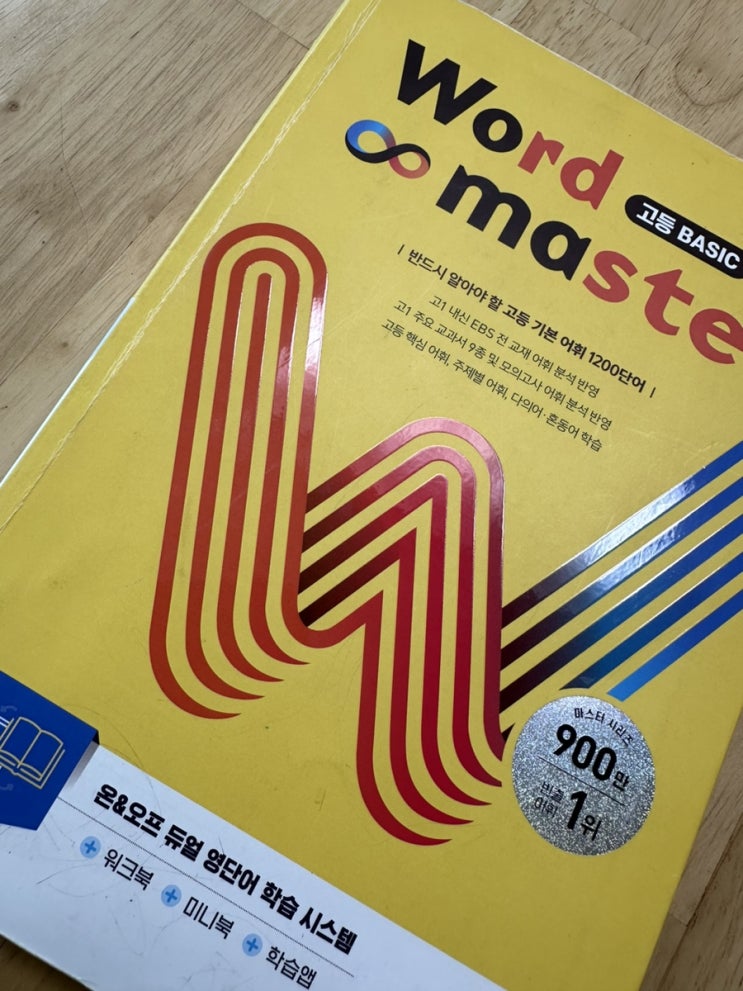 Word
maste
고등 BASIC
| 반드시 알아야 할 고등 기본 어휘 1200단어 |
고1 내신 EBS 전 교재 어휘 분석 반영
고1 주요 교과서 9종 및 모의고사 어휘 분석 반영
고등 핵심 어휘, 주제별 어휘, 다의어·혼동어 학습
마스터 시리즈
900만
어휘
1위
온&오프 듀얼 영단어 학습 시스템
+ 워크북 + 미니북 + 학습앱